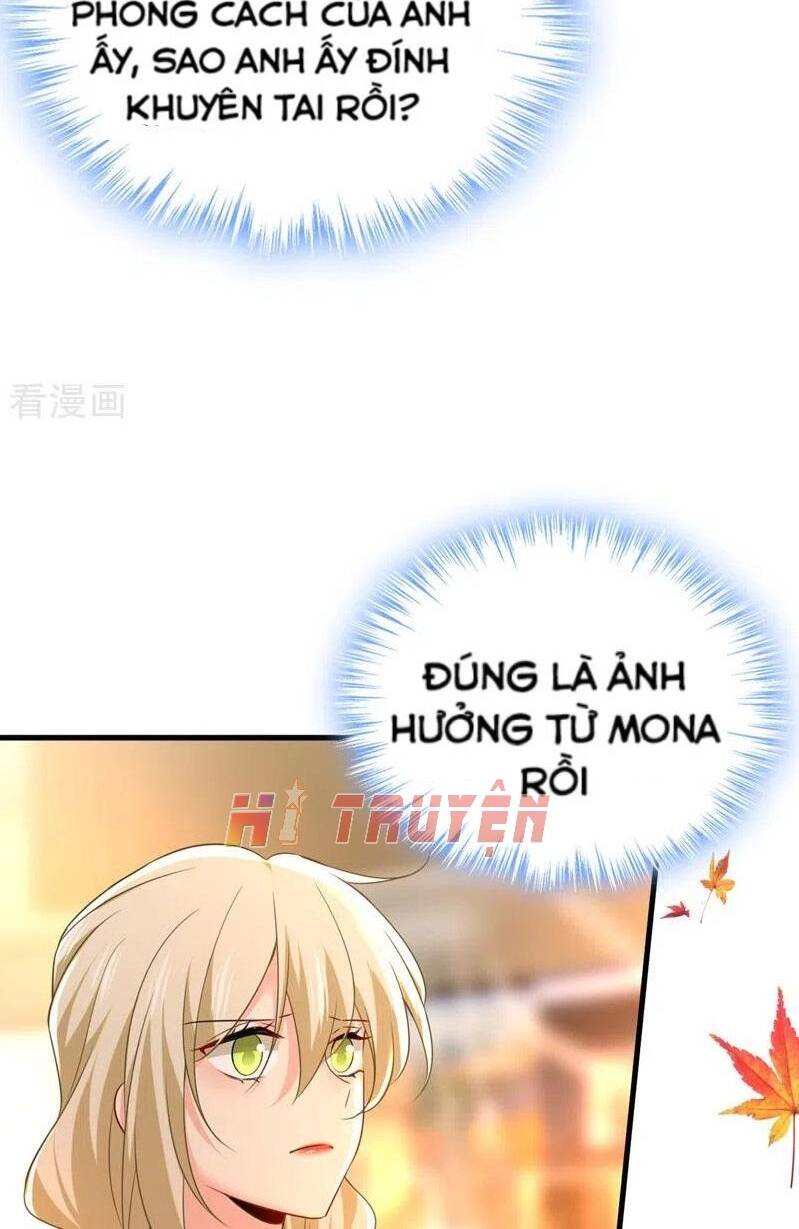 PHONG CÁCH CỦA ANH
ẤY, SAO ANH ẤY ĐÍNH
KHUYÊN TAI RỒI?
看漫画
ĐÚNG LÀ ẢNH
HƯỞNG TỪ MONA
RỒI
HI TRUYỆN